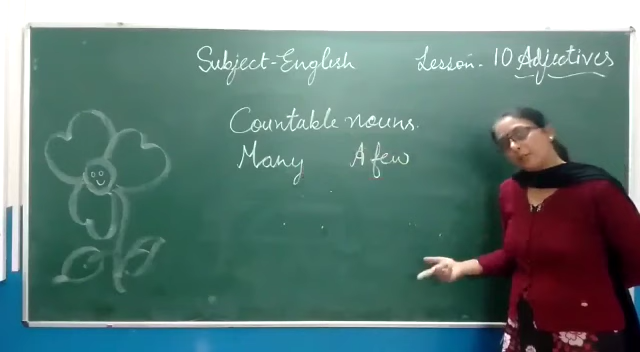 Subject-English Lesson-10 Adjectives
Countable nouns.
Many A few